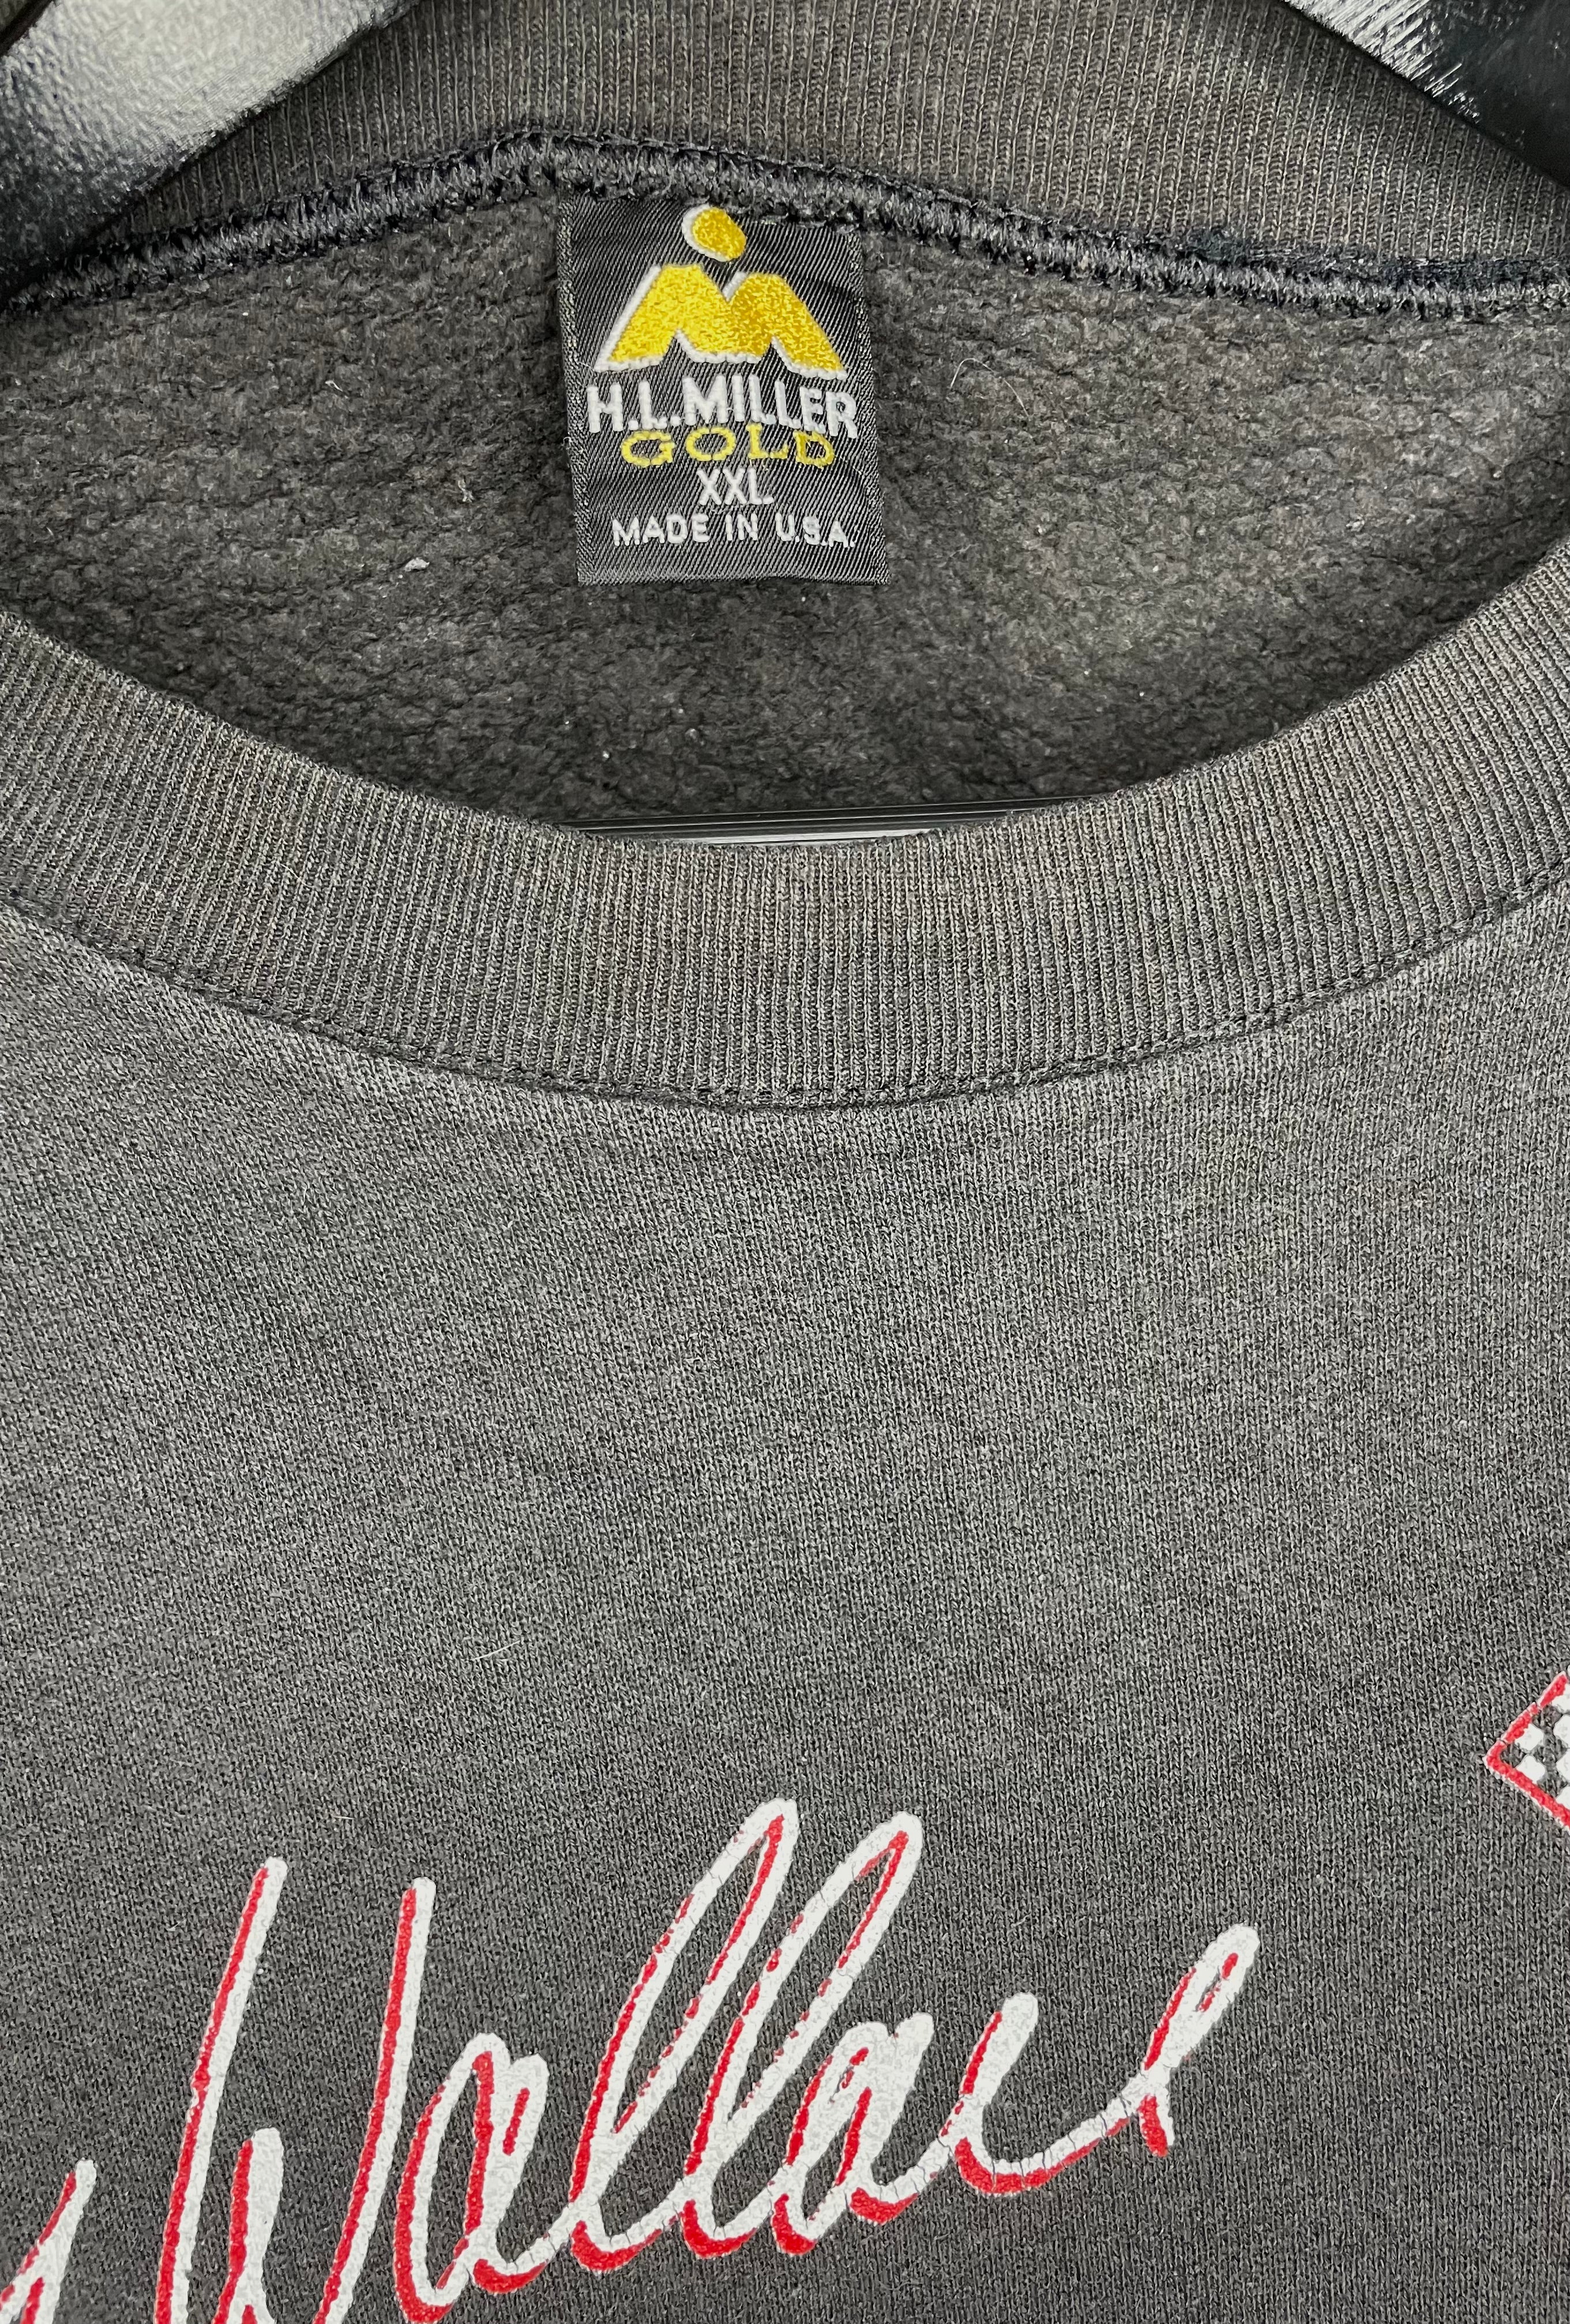 H.L.MILLER
GOLD
XXL
MADE IN U.S.A.
Wallace